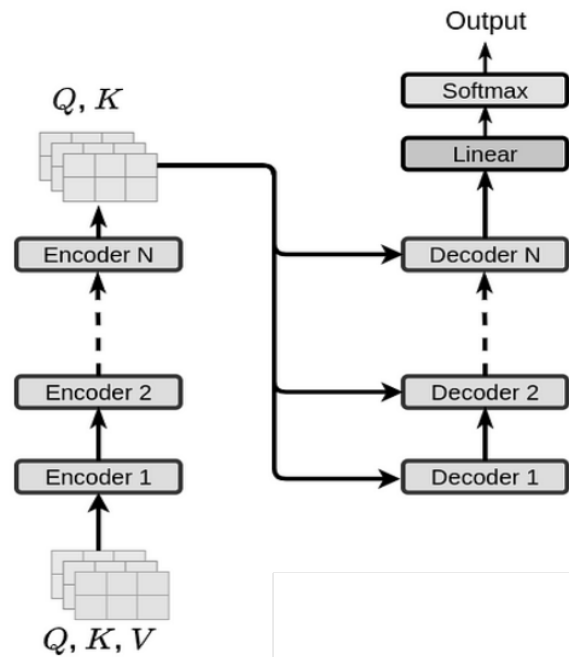 Output
Softmax
Q, K
Linear
Encoder N
Decoder N
Encoder 2
Decoder 2
Encoder 1
Decoder 1
Q, K, V